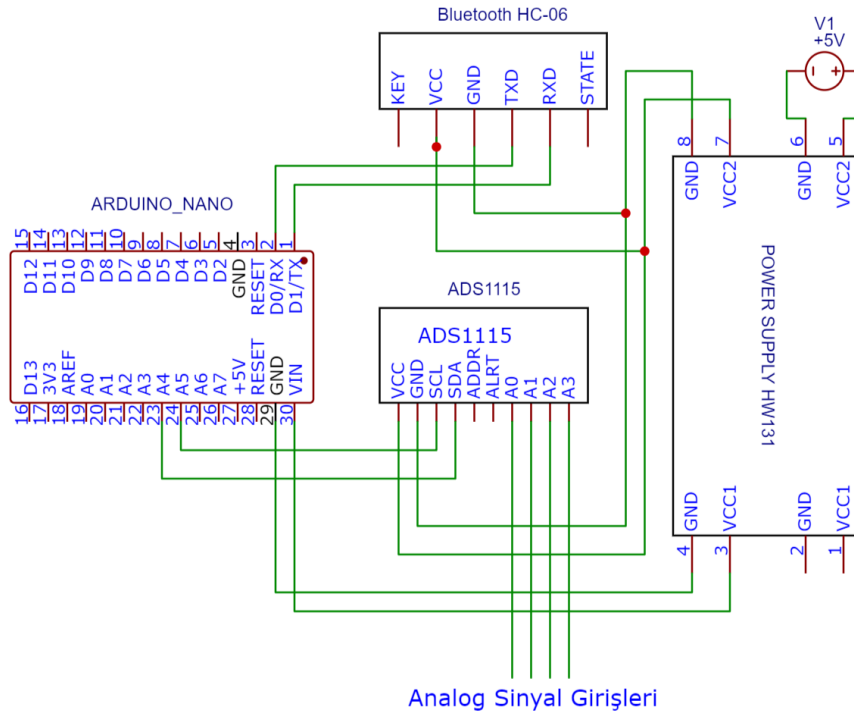 Bluetooth HC-06
V1
+5V
KEY
VCC
GND
TXD
RXD
STATE
8
7
6
5
GND
VCC2
GND
VCC2
ARDUINO_NANO
15
14
13
12
11
10
9
8
7
6
5
4
3
2
1
D12
D11
D10
D9
D8
D7
D6
D5
D4
D3
D2
GND
RESET
D0/RX
D1/TX
POWER SUPPLY HW131
ADS1115
ADS1115
D13
3V3
AREF
A0
A1
A2
A3
A4
A5
A6
A7
+5V
RESET
GND
VIN
16
17
18
19
20
21
22
23
24
25
26
27
28
29
30
VCC
GND
SCL
SDA
ADDR
ALRT
A0
A1
A2
A3
GND
VCC1
GND
VCC1
4
3
2
1
Analog Sinyal Girişleri